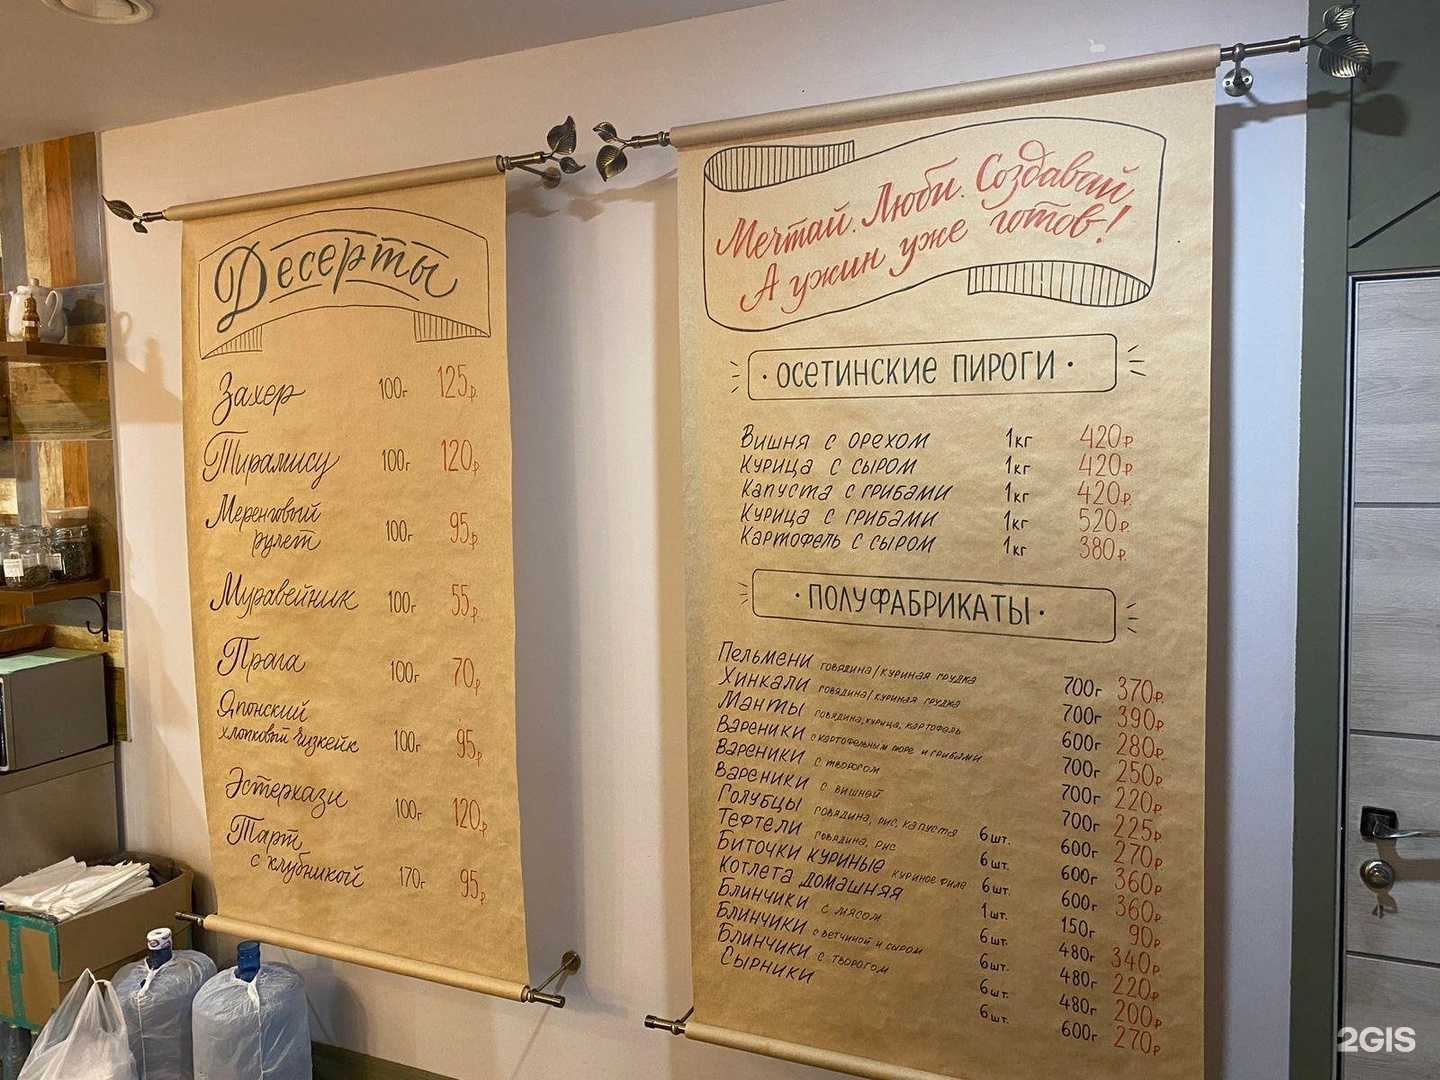 Десерты
Захер 100г 125р.
Тирамису 100г 120р
Меренговый
рулет 100г 95р.
Муравейник 100г 55р.
Прага 100г 70р
Японский
хлопковый чизкейк 100г 95р
Эстерхази 100г 120р.
Тарт
с клубникой 170г 95р.
Мечтай. Люби. Создавай
А ужин уже готов!
· ОСЕТИНСКИЕ ПИРОГИ ·
Вишня с орехом 1кг 420р
Курица с сыром 1кг 420р
Капуста с грибами 1кг 420р.
Курица с грибами 1кг 520р.
Картофель с сыром 1кг 380р.
· ПОЛУФАБРИКАТЫ ·
Пельмени говядина/куриная грудка 700г 370р.
Хинкали говядина/куриная грудка 700г 390р.
Манты говядина, курица, картофель 600г 280р.
Вареники с картофельным пюре и грибами 700г 250р
Вареники с творогом 700г 220р.
Вареники с вишней 700г 225р
Голубцы говядина, рис, капуста 6шт. 600г 270р.
Тефтели говядина, рис 6шт. 600г 360р
Биточки куриные куриное филе 6шт. 600г 360р.
Котлета домашняя 1шт. 150г 90р.
Блинчики с мясом 6шт. 480г 340р.
Блинчики с ветчиной и сыром 6шт. 480г 220р
Блинчики с творогом 6шт. 480г 200р
Сырники 6шт. 600г 270р
2GIS